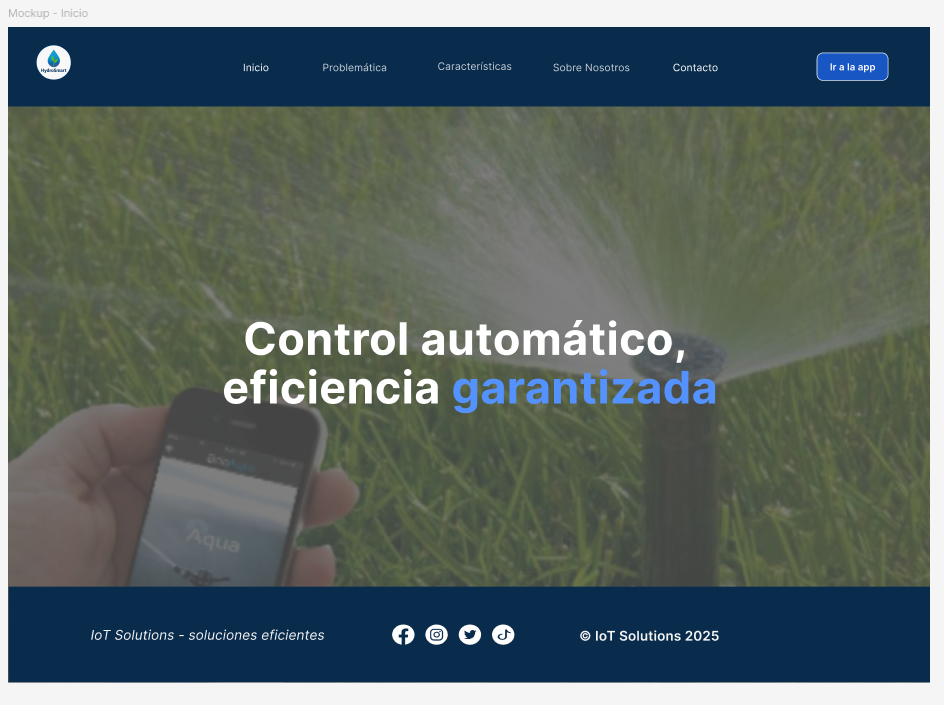 Mockup - Inicio
HydroSmart
Inicio
Problemática
Características
Sobre Nosotros
Contacto
Ir a la app
Control automático,
eficiencia garantizada
Aqua
IoT Solutions - soluciones eficientes
© IoT Solutions 2025